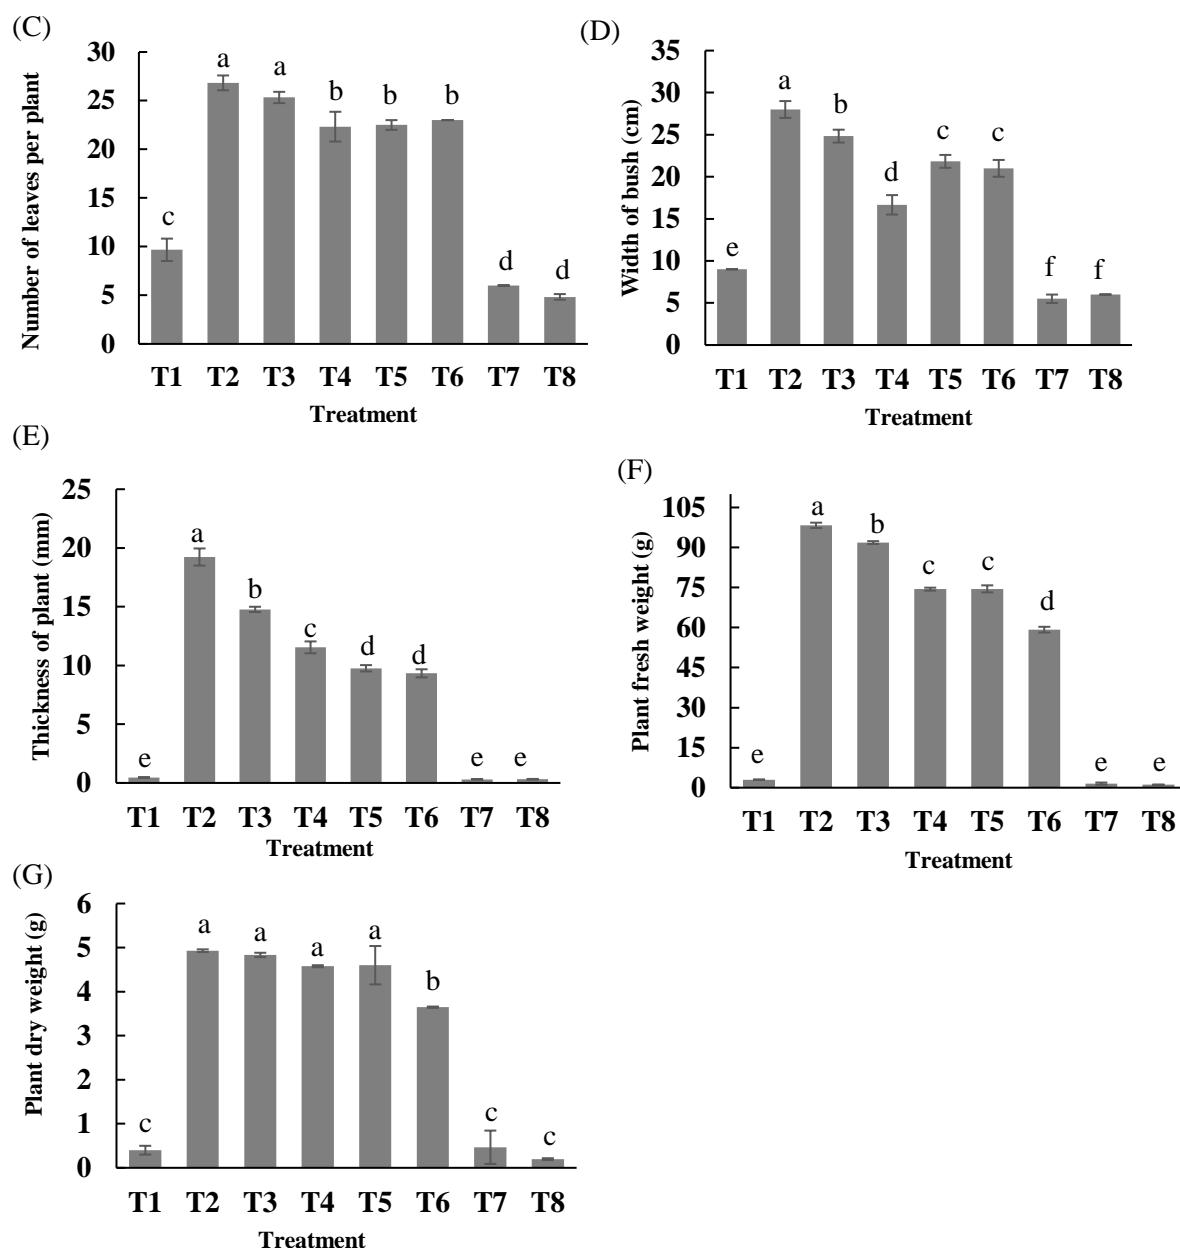 (C)
Number of leaves per plant
30
25
20
15
10
5
0
c a a b b b d d
T1 T2 T3 T4 T5 T6 T7 T8
Treatment
(D)
Width of bush (cm)
35
30
25
20
15
10
5
0
e a b d c c f f
T1 T2 T3 T4 T5 T6 T7 T8
Treatment
(E)
Thickness of plant (mm)
25
20
15
10
5
0
e a b c d d e e
T1 T2 T3 T4 T5 T6 T7 T8
Treatment
(F)
Plant fresh weight (g)
105
90
75
60
45
30
15
0
e a b c c d e e
T1 T2 T3 T4 T5 T6 T7 T8
Treatment
(G)
Plant dry weight (g)
6
5
4
3
2
1
0
c a a a a b c c
T1 T2 T3 T4 T5 T6 T7 T8
Treatment